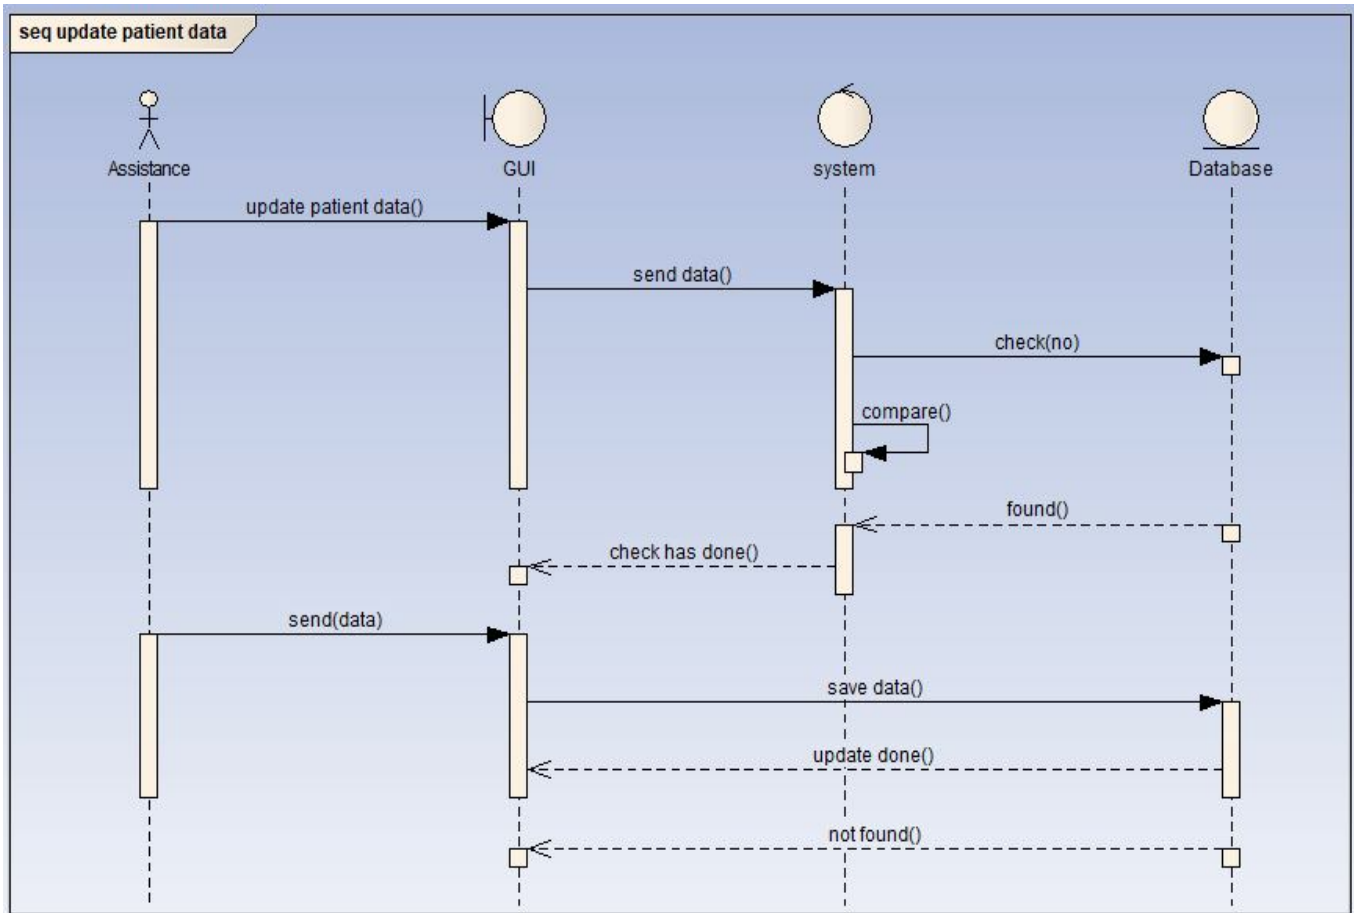 seq update patient data
Assistance
GUI
system
Database
update patient data()
send data()
check(no)
compare()
found()
check has done()
send(data)
save data()
update done()
not found()